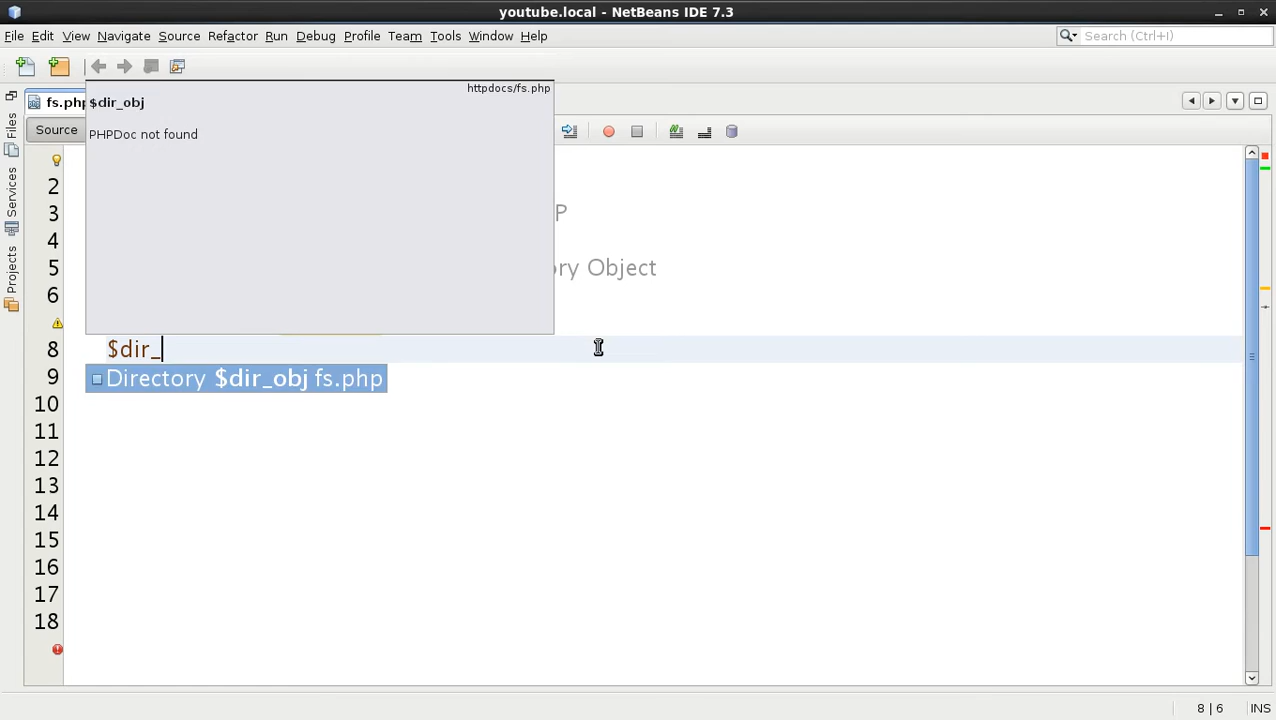 youtube.local - NetBeans IDE 7.3
File Edit View Navigate Source Refactor Run Debug Profile Team Tools Window Help
Search (Ctrl+I)
httpdocs/fs.php
fs.php
$dir_obj
Source
PHPDoc not found
Files
Services
Projects
2
3 P
4
5 ory Object
6
8 $dir_
9 Directory $dir_obj fs.php
10
11
12
13
14
15
16
17
18
8 | 6 INS